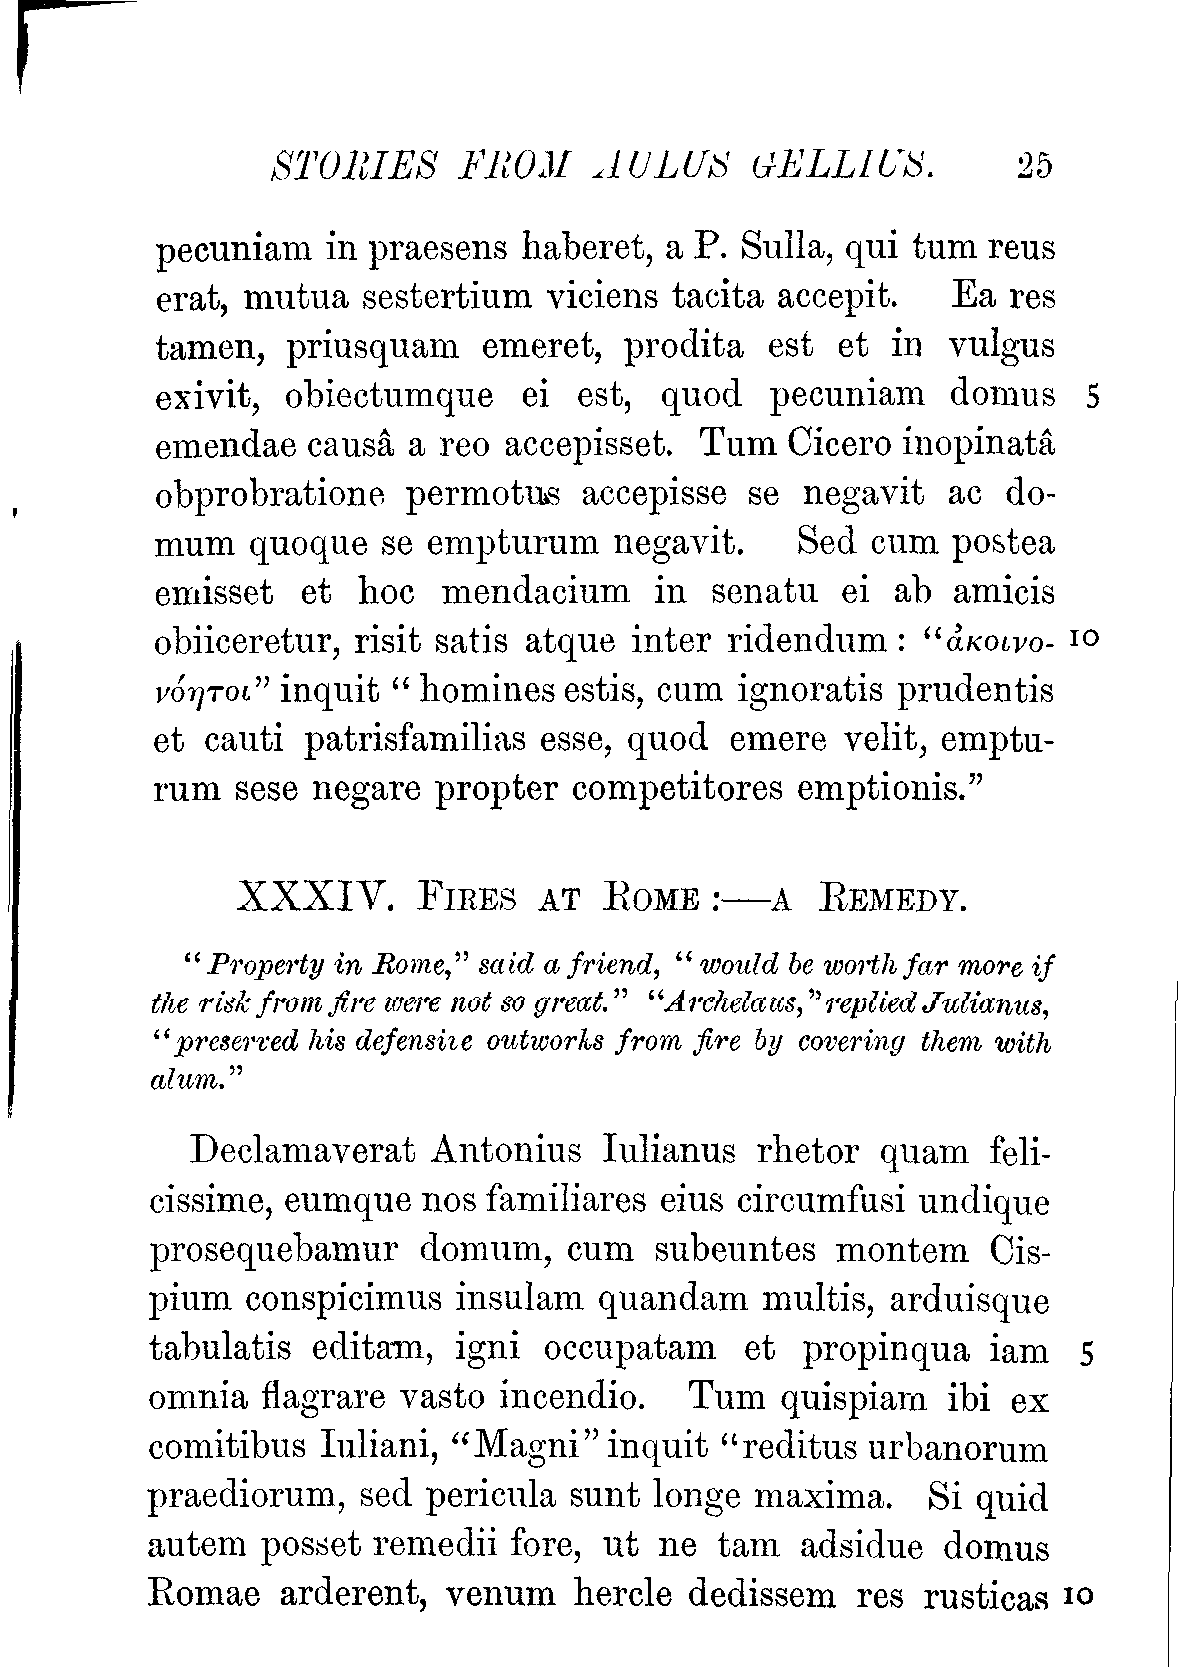 STORIES FROM AULUS GELLIUS. 25
pecuniam in praesens haberet, a P. Sulla, qui tum reus
erat, mutua sestertium viciens tacita accepit. Ea res
tamen, priusquam emeret, prodita est et in vulgus
exivit, obiectumque ei est, quod pecuniam domus 5
emendae causâ a reo accepisset. Tum Cicero inopinatâ
obprobratione permotus accepisse se negavit ac do-
mum quoque se empturum negavit. Sed cum postea
emisset et hoc mendacium in senatu ei ab amicis
obiiceretur, risit satis atque inter ridendum : “ἀκοινο- 10
νόητοι” inquit “ homines estis, cum ignoratis prudentis
et cauti patrisfamilias esse, quod emere velit, emptu-
rum sese negare propter competitores emptionis.”
XXXIV. FIRES AT ROME :—A REMEDY.
“ Property in Rome,” said a friend, “ would be worth far more if
the risk from fire were not so great.” “Archelaus,” replied Julianus,
“preserved his defensive outworks from fire by covering them with
alum.”
Declamaverat Antonius Iulianus rhetor quam feli-
cissime, eumque nos familiares eius circumfusi undique
prosequebamur domum, cum subeuntes montem Cis-
pium conspicimus insulam quandam multis, arduisque
tabulatis editam, igni occupatam et propinqua iam 5
omnia flagrare vasto incendio. Tum quispiam ibi ex
comitibus Iuliani, “Magni” inquit “reditus urbanorum
praediorum, sed pericula sunt longe maxima. Si quid
autem posset remedii fore, ut ne tam adsidue domus
Romae arderent, venum hercle dedissem res rusticas 10